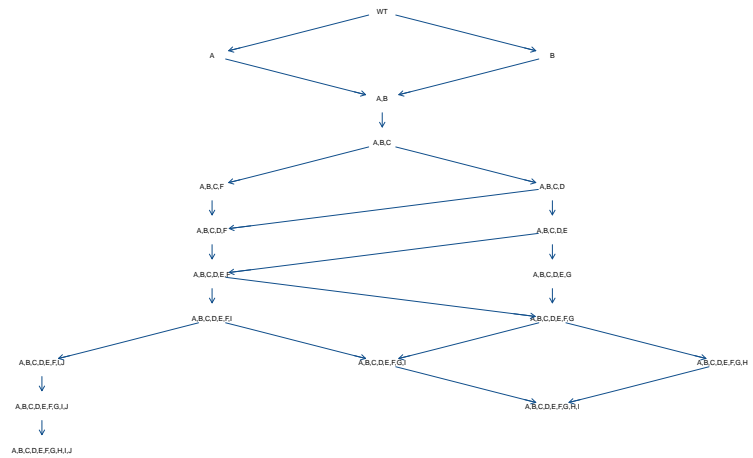 WT
A
B
A,B
A,B,C
A,B,C,F
A,B,C,D
A,B,C,D,F
A,B,C,D,E
A,B,C,D,E,F
A,B,C,D,E,G
A,B,C,D,E,F,I
A,B,C,D,E,F,G
A,B,C,D,E,F,I,J
A,B,C,D,E,F,G,I
A,B,C,D,E,F,G,H
A,B,C,D,E,F,G,I,J
A,B,C,D,E,F,G,H,I
A,B,C,D,E,F,G,H,I,J